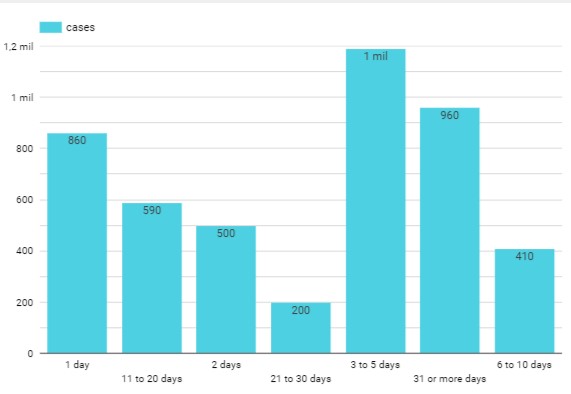 cases
1,2 mil
1 mil
800
600
400
200
0
860
590
500
200
1 mil
960
410
1 day
11 to 20 days
2 days
21 to 30 days
3 to 5 days
31 or more days
6 to 10 days